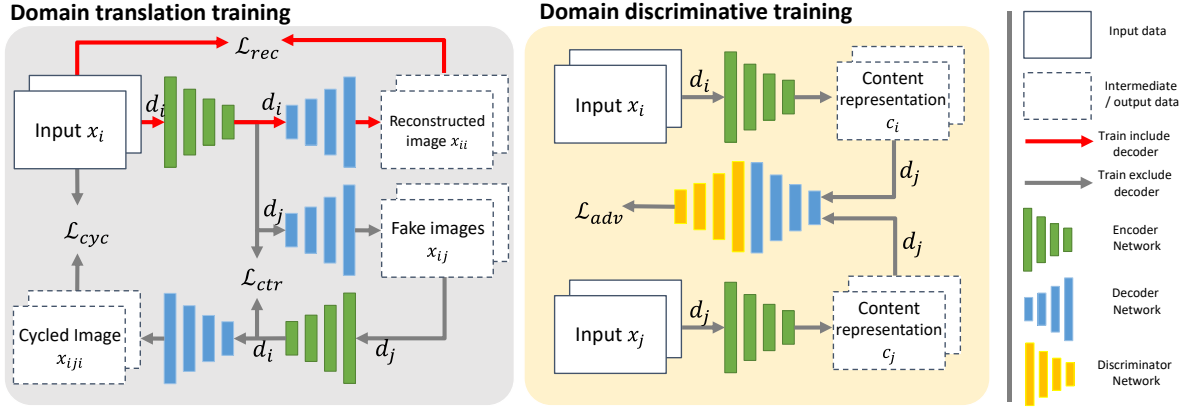 Domain translation training
ℒ_rec
d_i
d_i
Input x_i
Reconstructed
image x_ii
d_j
Fake images
x_ij
ℒ_cyc
ℒ_ctr
Cycled Image
x_iji
d_i
d_j
Domain discriminative training
Input x_i
d_i
Content
representation
c_i
d_j
ℒ_adv
d_j
Input x_j
d_j
Content
representation
c_j
Input data
Intermediate
/ output data
Train include
decoder
Train exclude
decoder
Encoder
Network
Decoder
Network
Discriminator
Network